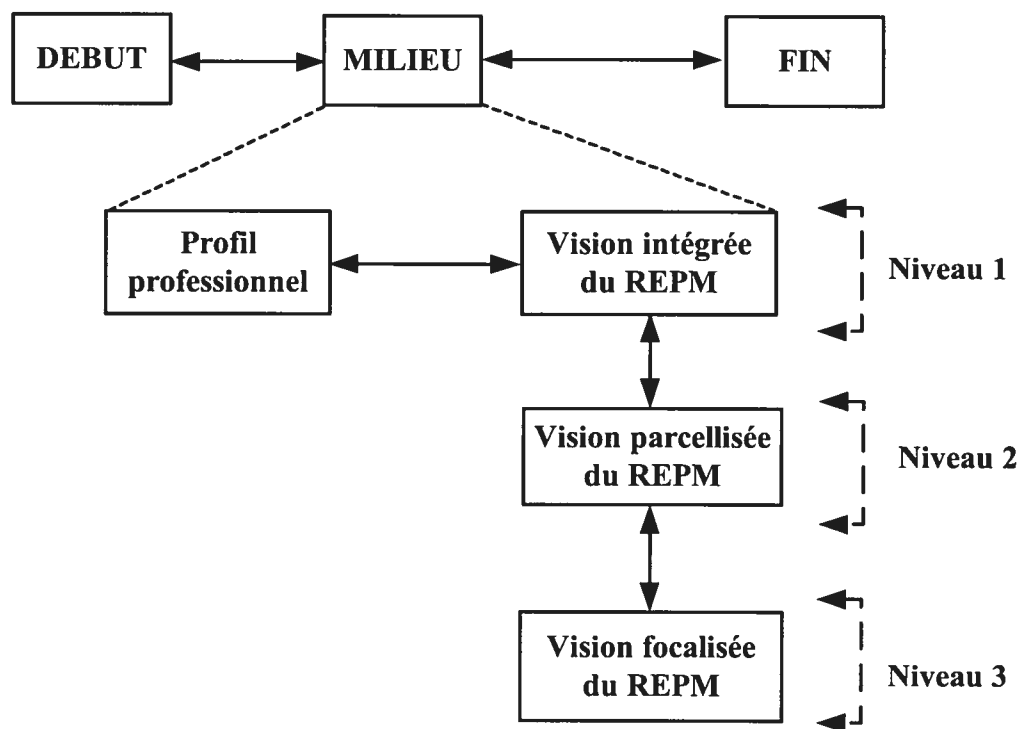 DEBUT
MILIEU
FIN
Profil
professionnel
Vision intégrée
du REPM
Niveau 1
Vision parcellisée
du REPM
Niveau 2
Vision focalisée
du REPM
Niveau 3